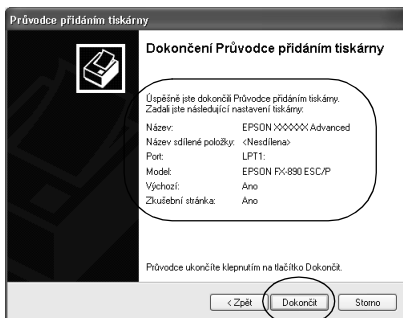 Průvodce přidáním tiskárny
Dokončení Průvodce přidáním tiskárny
Úspěšně jste dokončili Průvodce přidáním tiskárny.
Zadali jste následující nastavení tiskárny:
Název: EPSON XXXXXX Advanced
Název sdílené položky: <Nesdílena>
Port: LPT1:
Model: EPSON FX-890 ESC/P
Výchozí: Ano
Zkušební stránka: Ano
Průvodce ukončíte klepnutím na tlačítko Dokončit.
< Zpět Dokončit Storno